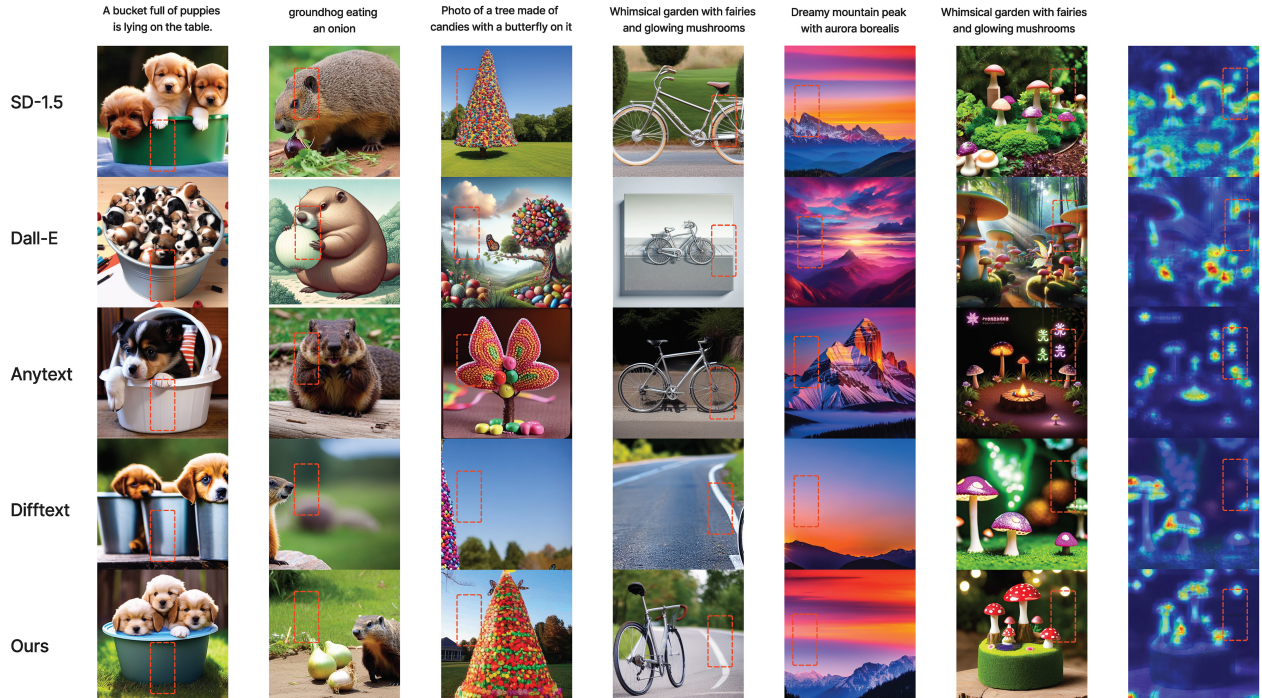 A bucket full of puppies
is lying on the table.
groundhog eating
an onion
Photo of a tree made of
candies with a butterfly on it
Whimsical garden with fairies
and glowing mushrooms
Dreamy mountain peak
with aurora borealis
Whimsical garden with fairies
and glowing mushrooms
SD-1.5
Dall-E
Anytext
Difftext
Ours